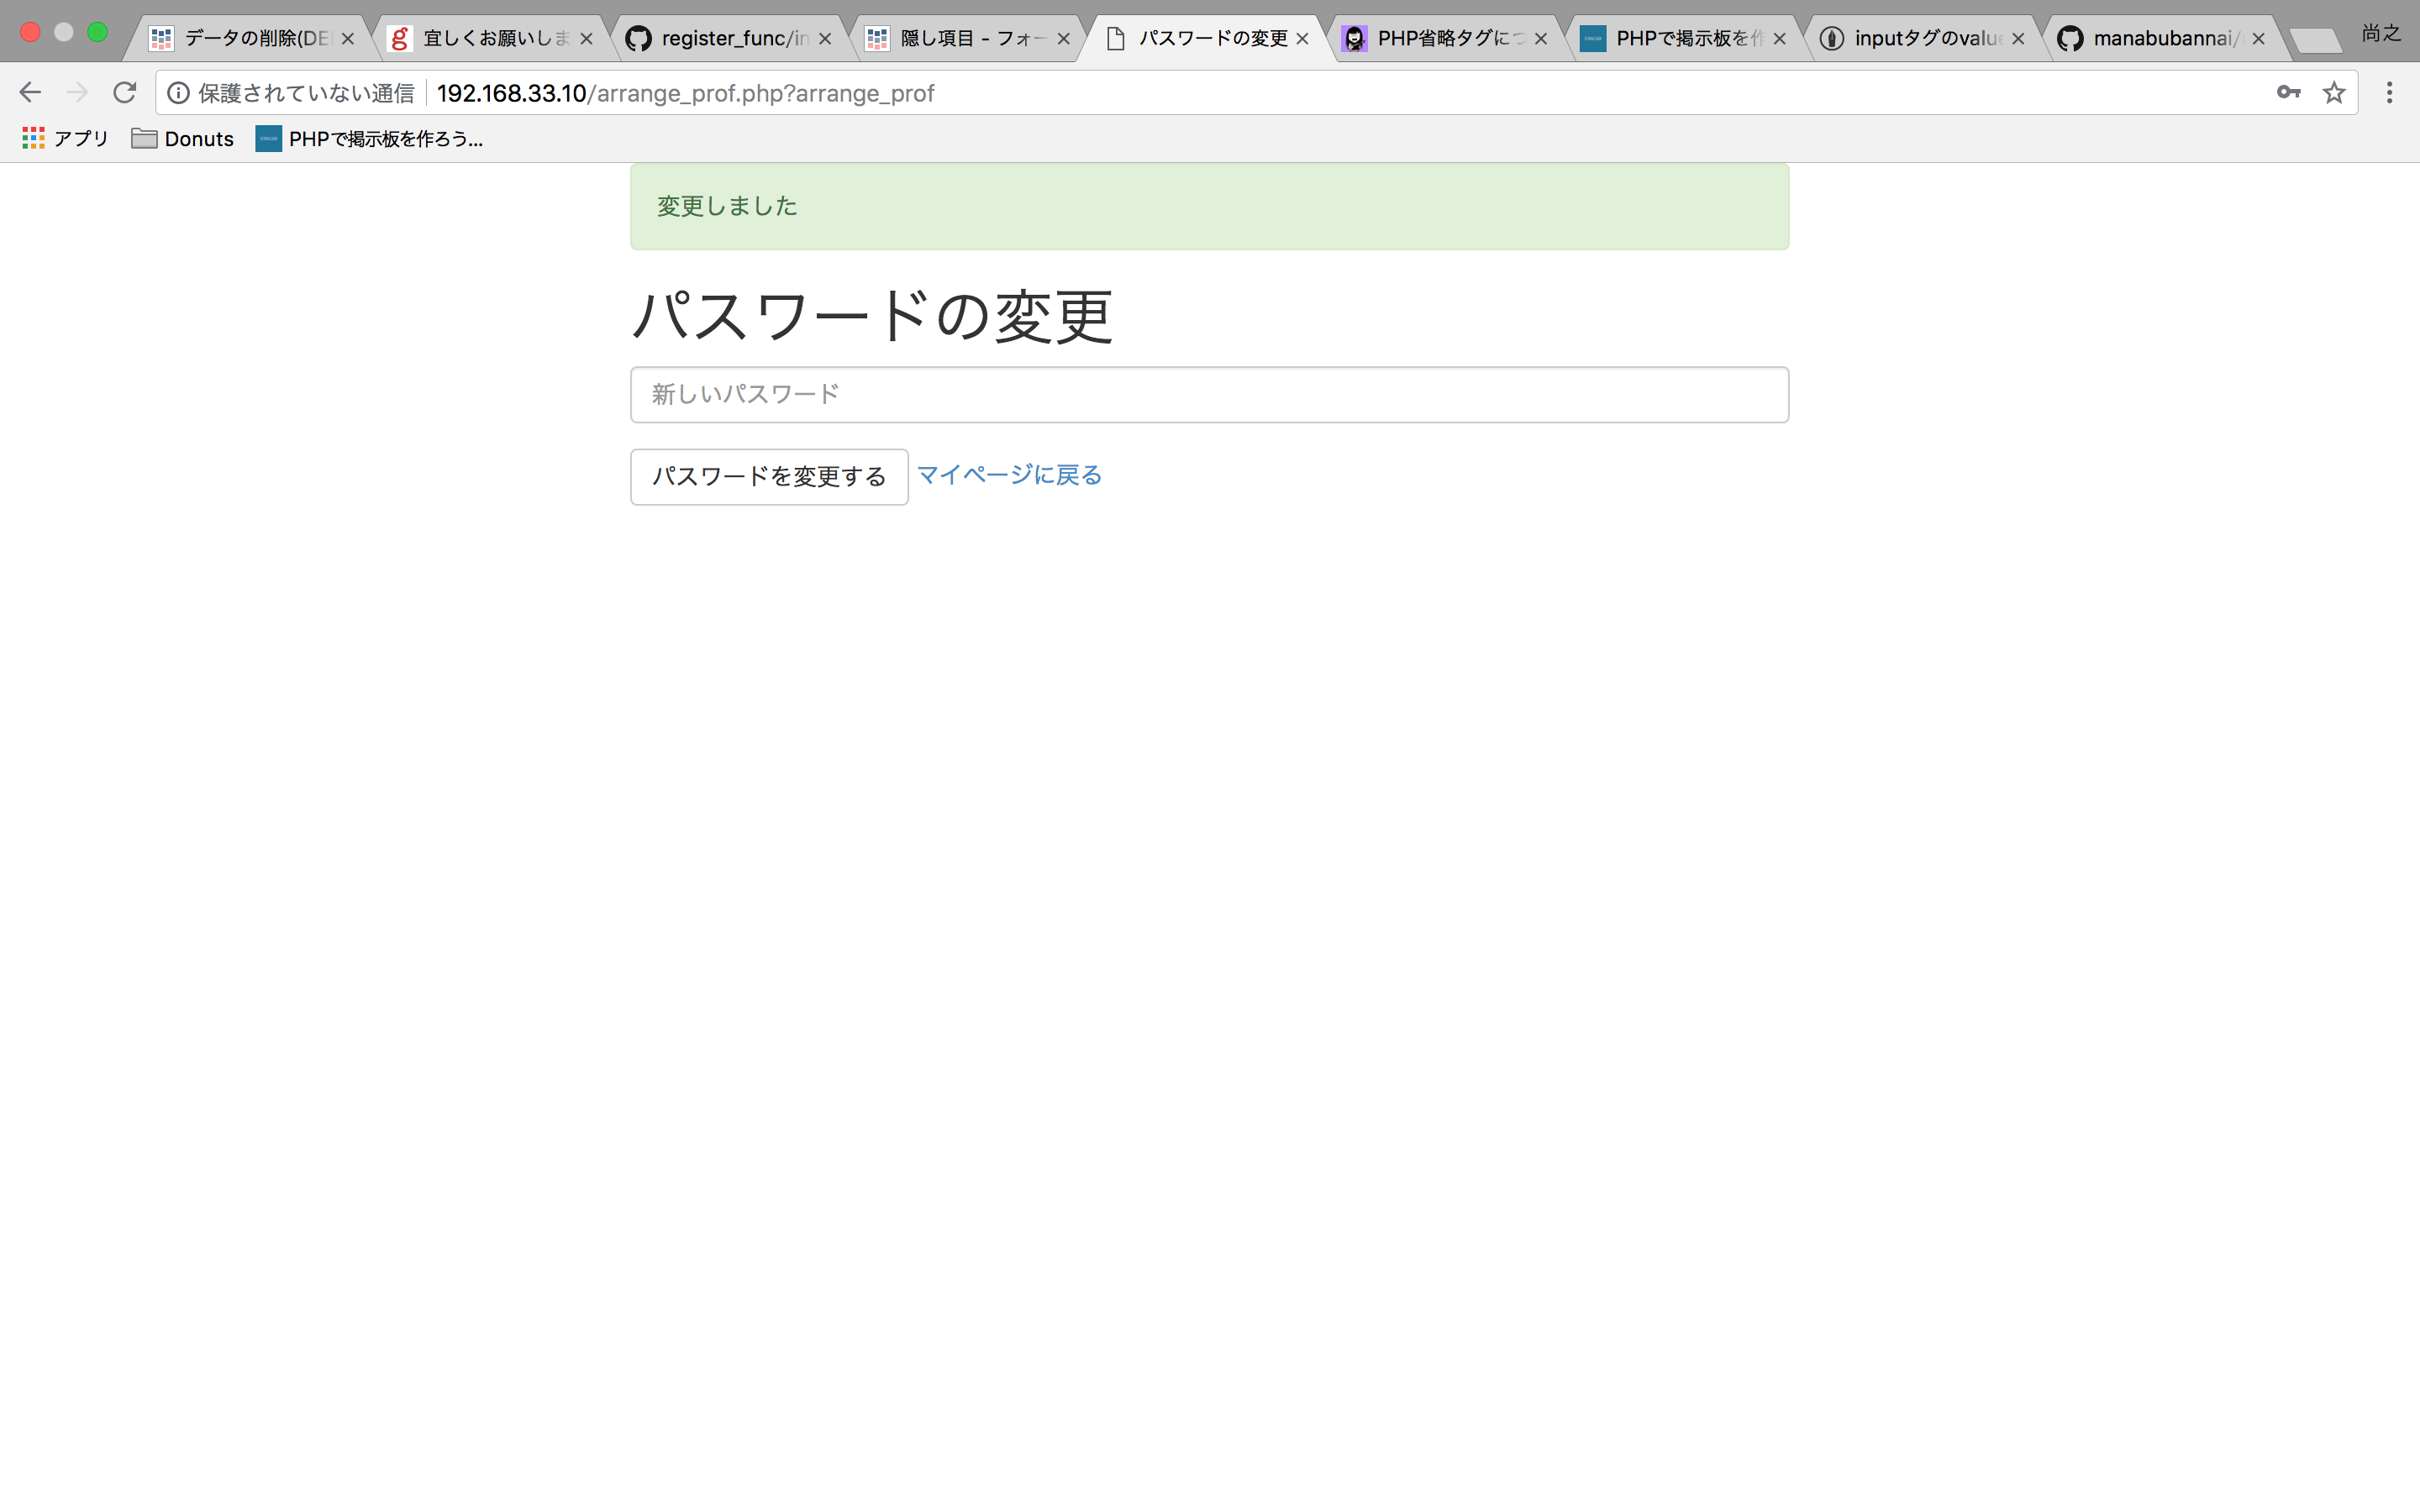 データの削除(DE
宜しくお願いしま
register_func/in
隠し項目 - フォー
パスワードの変更
PHP省略タグにつ
PHPで掲示板を作
inputタグのvalue
manabubannai/
尚之
保護されていない通信 192.168.33.10/arrange_prof.php?arrange_prof
アプリ Donuts PHPで掲示板を作ろう...
変更しました
パスワードの変更
新しいパスワード
パスワードを変更する マイページに戻る